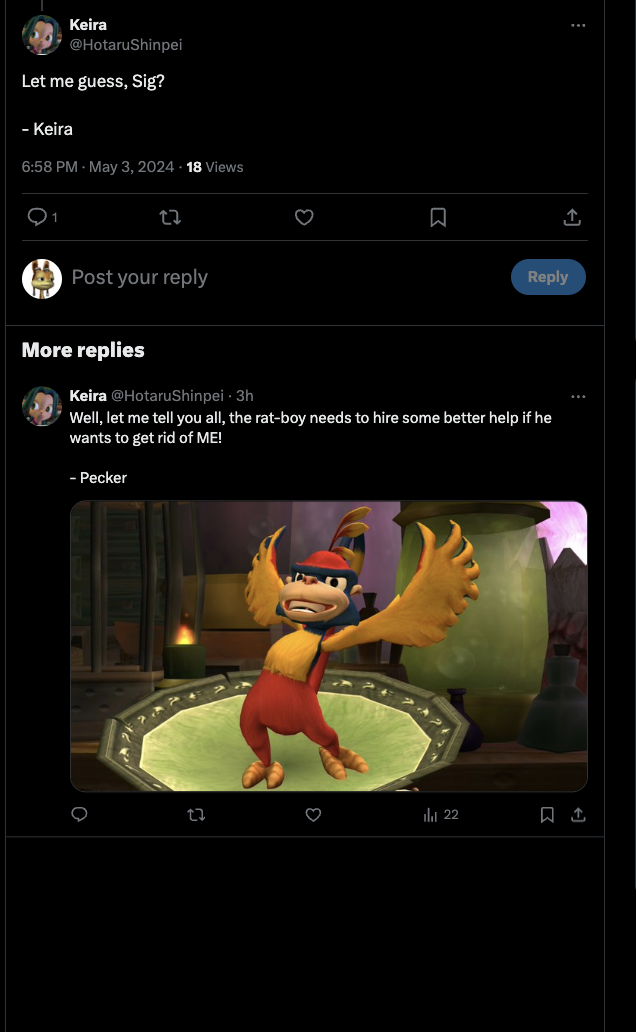 Keira
@HotaruShinpei
Let me guess, Sig?
- Keira
6:58 PM · May 3, 2024 · 18 Views
1
Post your reply
Reply
More replies
Keira @HotaruShinpei · 3h
Well, let me tell you all, the rat-boy needs to hire some better help if he
wants to get rid of ME!
- Pecker
22